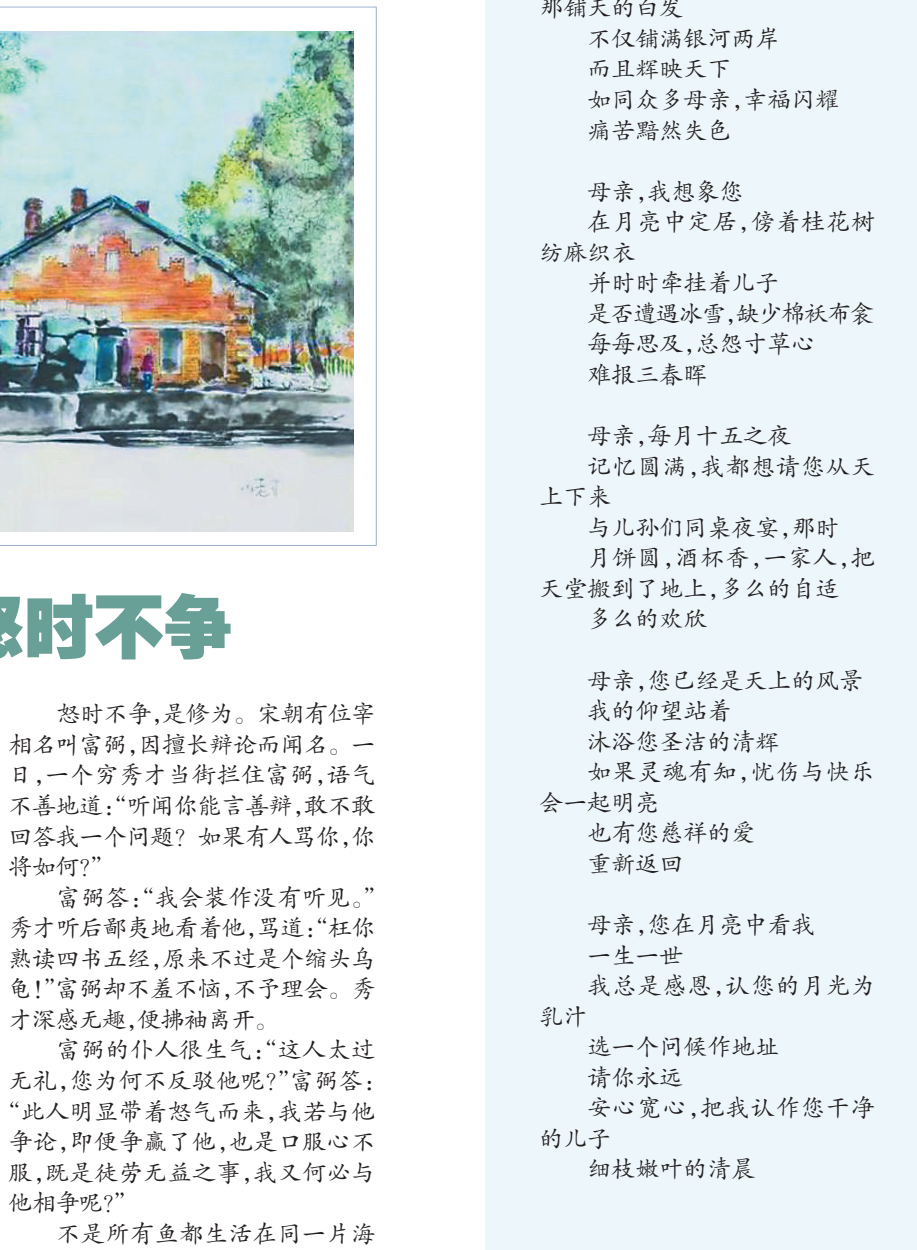 怒时不争
怒时不争,是修为。宋朝有位宰
相名叫富弼,因擅长辩论而闻名。一
日,一个穷秀才当街拦住富弼,语气
不善地道:“听闻你能言善辩,敢不敢
回答我一个问题？如果有人骂你,你
将如何?”
富弼答:“我会装作没有听见。”
秀才听后鄙夷地看着他,骂道:“枉你
熟读四书五经,原来不过是个缩头乌
龟!”富弼却不羞不恼,不予理会。秀
才深感无趣,便拂袖离开。
富弼的仆人很生气:“这人太过
无礼,您为何不反驳他呢?”富弼答:
“此人明显带着怒气而来,我若与他
争论,即便争赢了他,也是口服心不
服,既是徒劳无益之事,我又何必与
他相争呢?”
不是所有鱼都生活在同一片海
那铺天的白发
不仅铺满银河两岸
而且辉映天下
如同众多母亲,幸福闪耀
痛苦黯然失色
母亲,我想象您
在月亮中定居,傍着桂花树
纺麻织衣
并时时牵挂着儿子
是否遭遇冰雪,缺少棉袄布衾
每每思及,总怨寸草心
难报三春晖
母亲,每月十五之夜
记忆圆满,我都想请您从天
上下来
与儿孙们同桌夜宴,那时
月饼圆,酒杯香,一家人,把
天堂搬到了地上,多么的自适
多么的欢欣
母亲,您已经是天上的风景
我的仰望站着
沐浴您圣洁的清辉
如果灵魂有知,忧伤与快乐
会一起明亮
也有您慈祥的爱
重新返回
母亲,您在月亮中看我
一生一世
我总是感恩,认您的月光为
乳汁
选一个问候作地址
请你永远
安心宽心,把我认作您干净
的儿子
细枝嫩叶的清晨